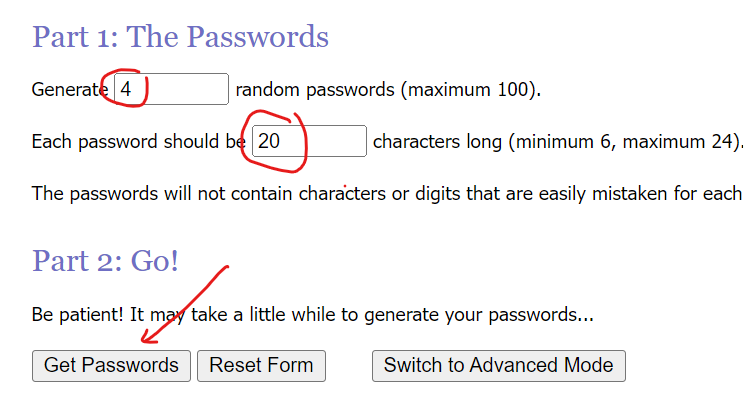 Part 1: The Passwords
Generate 4 random passwords (maximum 100).
Each password should be 20 characters long (minimum 6, maximum 24).
The passwords will not contain characters or digits that are easily mistaken for each
Part 2: Go!
Be patient! It may take a little while to generate your passwords...
Get Passwords Reset Form Switch to Advanced Mode